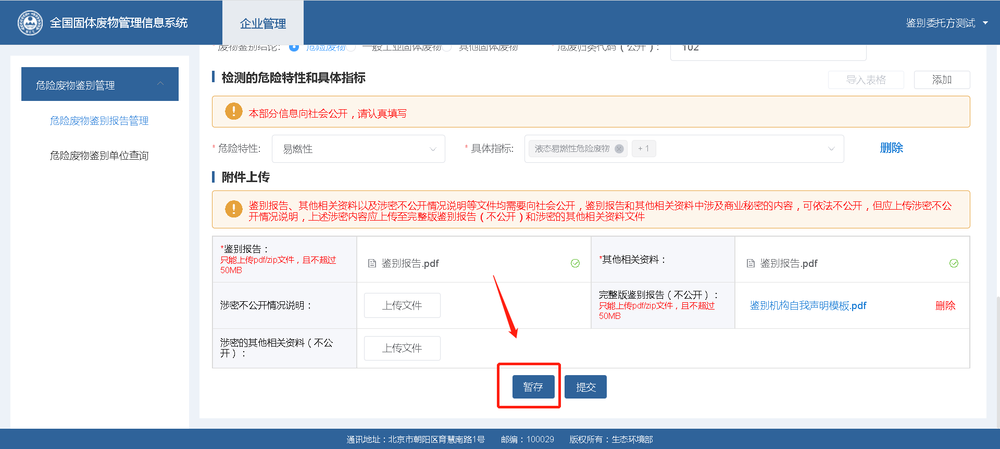 全国固体废物管理信息系统
企业管理
鉴别委托方测试
危险废物鉴别管理
危险废物鉴别报告管理
危险废物鉴别单位查询
*废物鉴别结论: 危险废物 一般工业固体废物 其他固体废物 *危废归类代码（公开）: 102
检测的危险特性和具体指标
导入表格 添加
本部分信息向社会公开，请认真填写
* 危险特性: 易燃性 * 具体指标: 液态易燃性危险废物 + 1 删除
附件上传
鉴别报告、其他相关资料以及涉密不公开情况说明等文件均需要向社会公开，鉴别报告和其他相关资料中涉及商业秘密的内容，可依法不公开，但应上传涉密不公
开情况说明，上述涉密内容应上传至完整版鉴别报告（不公开）和涉密的其他相关资料文件
*鉴别报告：
只能上传pdf/zip文件，且不超过
50MB
鉴别报告.pdf
*其他相关资料：
鉴别报告.pdf
涉密不公开情况说明：
上传文件
完整版鉴别报告（不公开）：
只能上传pdf/zip文件，且不超过
50MB
鉴别机构自我声明模板.pdf 删除
涉密的其他相关资料（不公
开）：
上传文件
暂存 提交
通讯地址：北京市朝阳区育慧南路1号 邮编：100029 版权所有：生态环境部